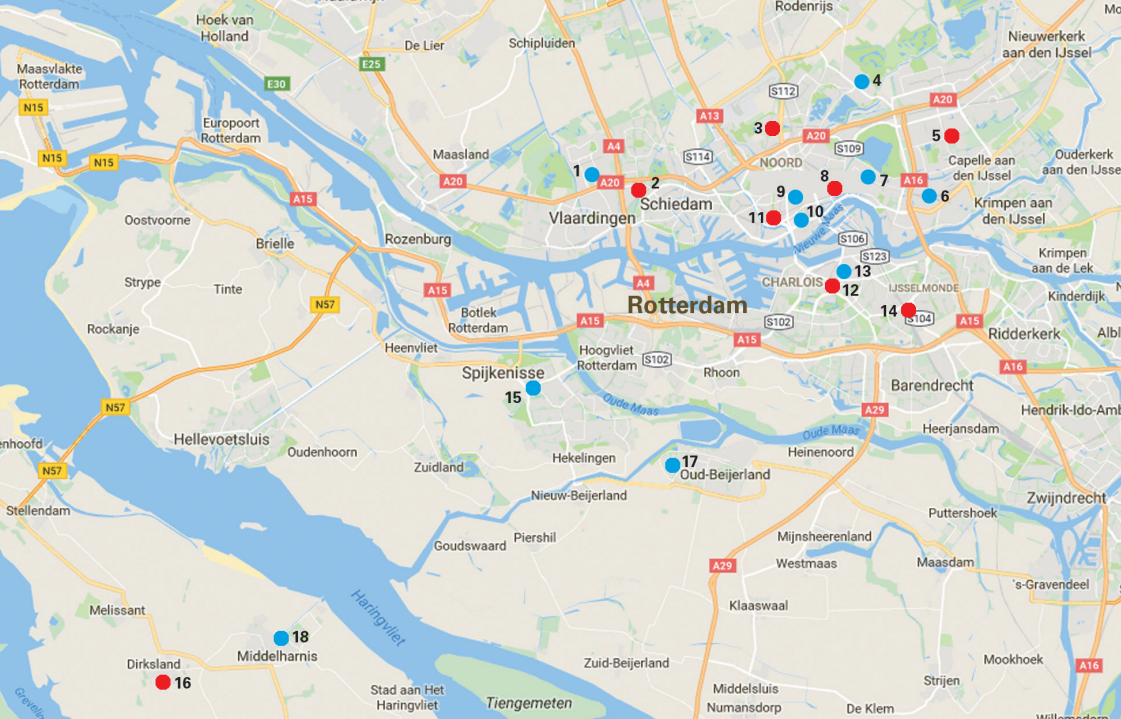 Rodenrijs
Hoek van
Holland
De Lier
Schipluiden
Nieuwerkerk
aan den IJssel
E25
Maasvlakte
Rotterdam
E30
4
S112
A20
N15
A13
Europoort
Rotterdam
3
A20
5
A4
S109
N15
N15
Maasland
S114
NOORD
Capelle aan
den IJssel
Ouderkerk
aan den IJssel
1
A20
2
A20
8
7
A16
6
A15
Schiedam
9
Krimpen aan
den IJssel
Oostvoorne
Vlaardingen
11
10
Nieuwe Maas
Brielle
Rozenburg
S106
Krimpen
aan de Lek
S123
13
Strype
Tinte
A15
A4
CHARLOIS
12
IJSSELMONDE
Kinderdijk
N57
Rotterdam
14
S104
Botlek
Rotterdam
A15
S102
A15
Rockanje
Ridderkerk
A15
Heenvliet
Hoogvliet
Rotterdam
S102
Rhoon
A16
Spijkenisse
15
Barendrecht
N57
Oude Maas
A29
Hendrik-Ido-Amb
Hellevoetsluis
Oude Maas
Heerjansdam
enhoofd
Oudenhoorn
Heinenoord
N57
Zuidland
Hekelingen
17
Oud-Beijerland
Nieuw-Beijerland
Zwijndrecht
Stellendam
Puttershoek
Goudswaard
Piershil
Mijnsheerenland
A29
Westmaas
Maasdam
's-Gravendeel
Haringvliet
Melissant
Klaaswaal
18
Middelharnis
Dirksland
Zuid-Beijerland
Mookhoek
A16
16
Strijen
Stad aan Het
Haringvliet
Middelsluis
Numansdorp
Tiengemeten
De Klem